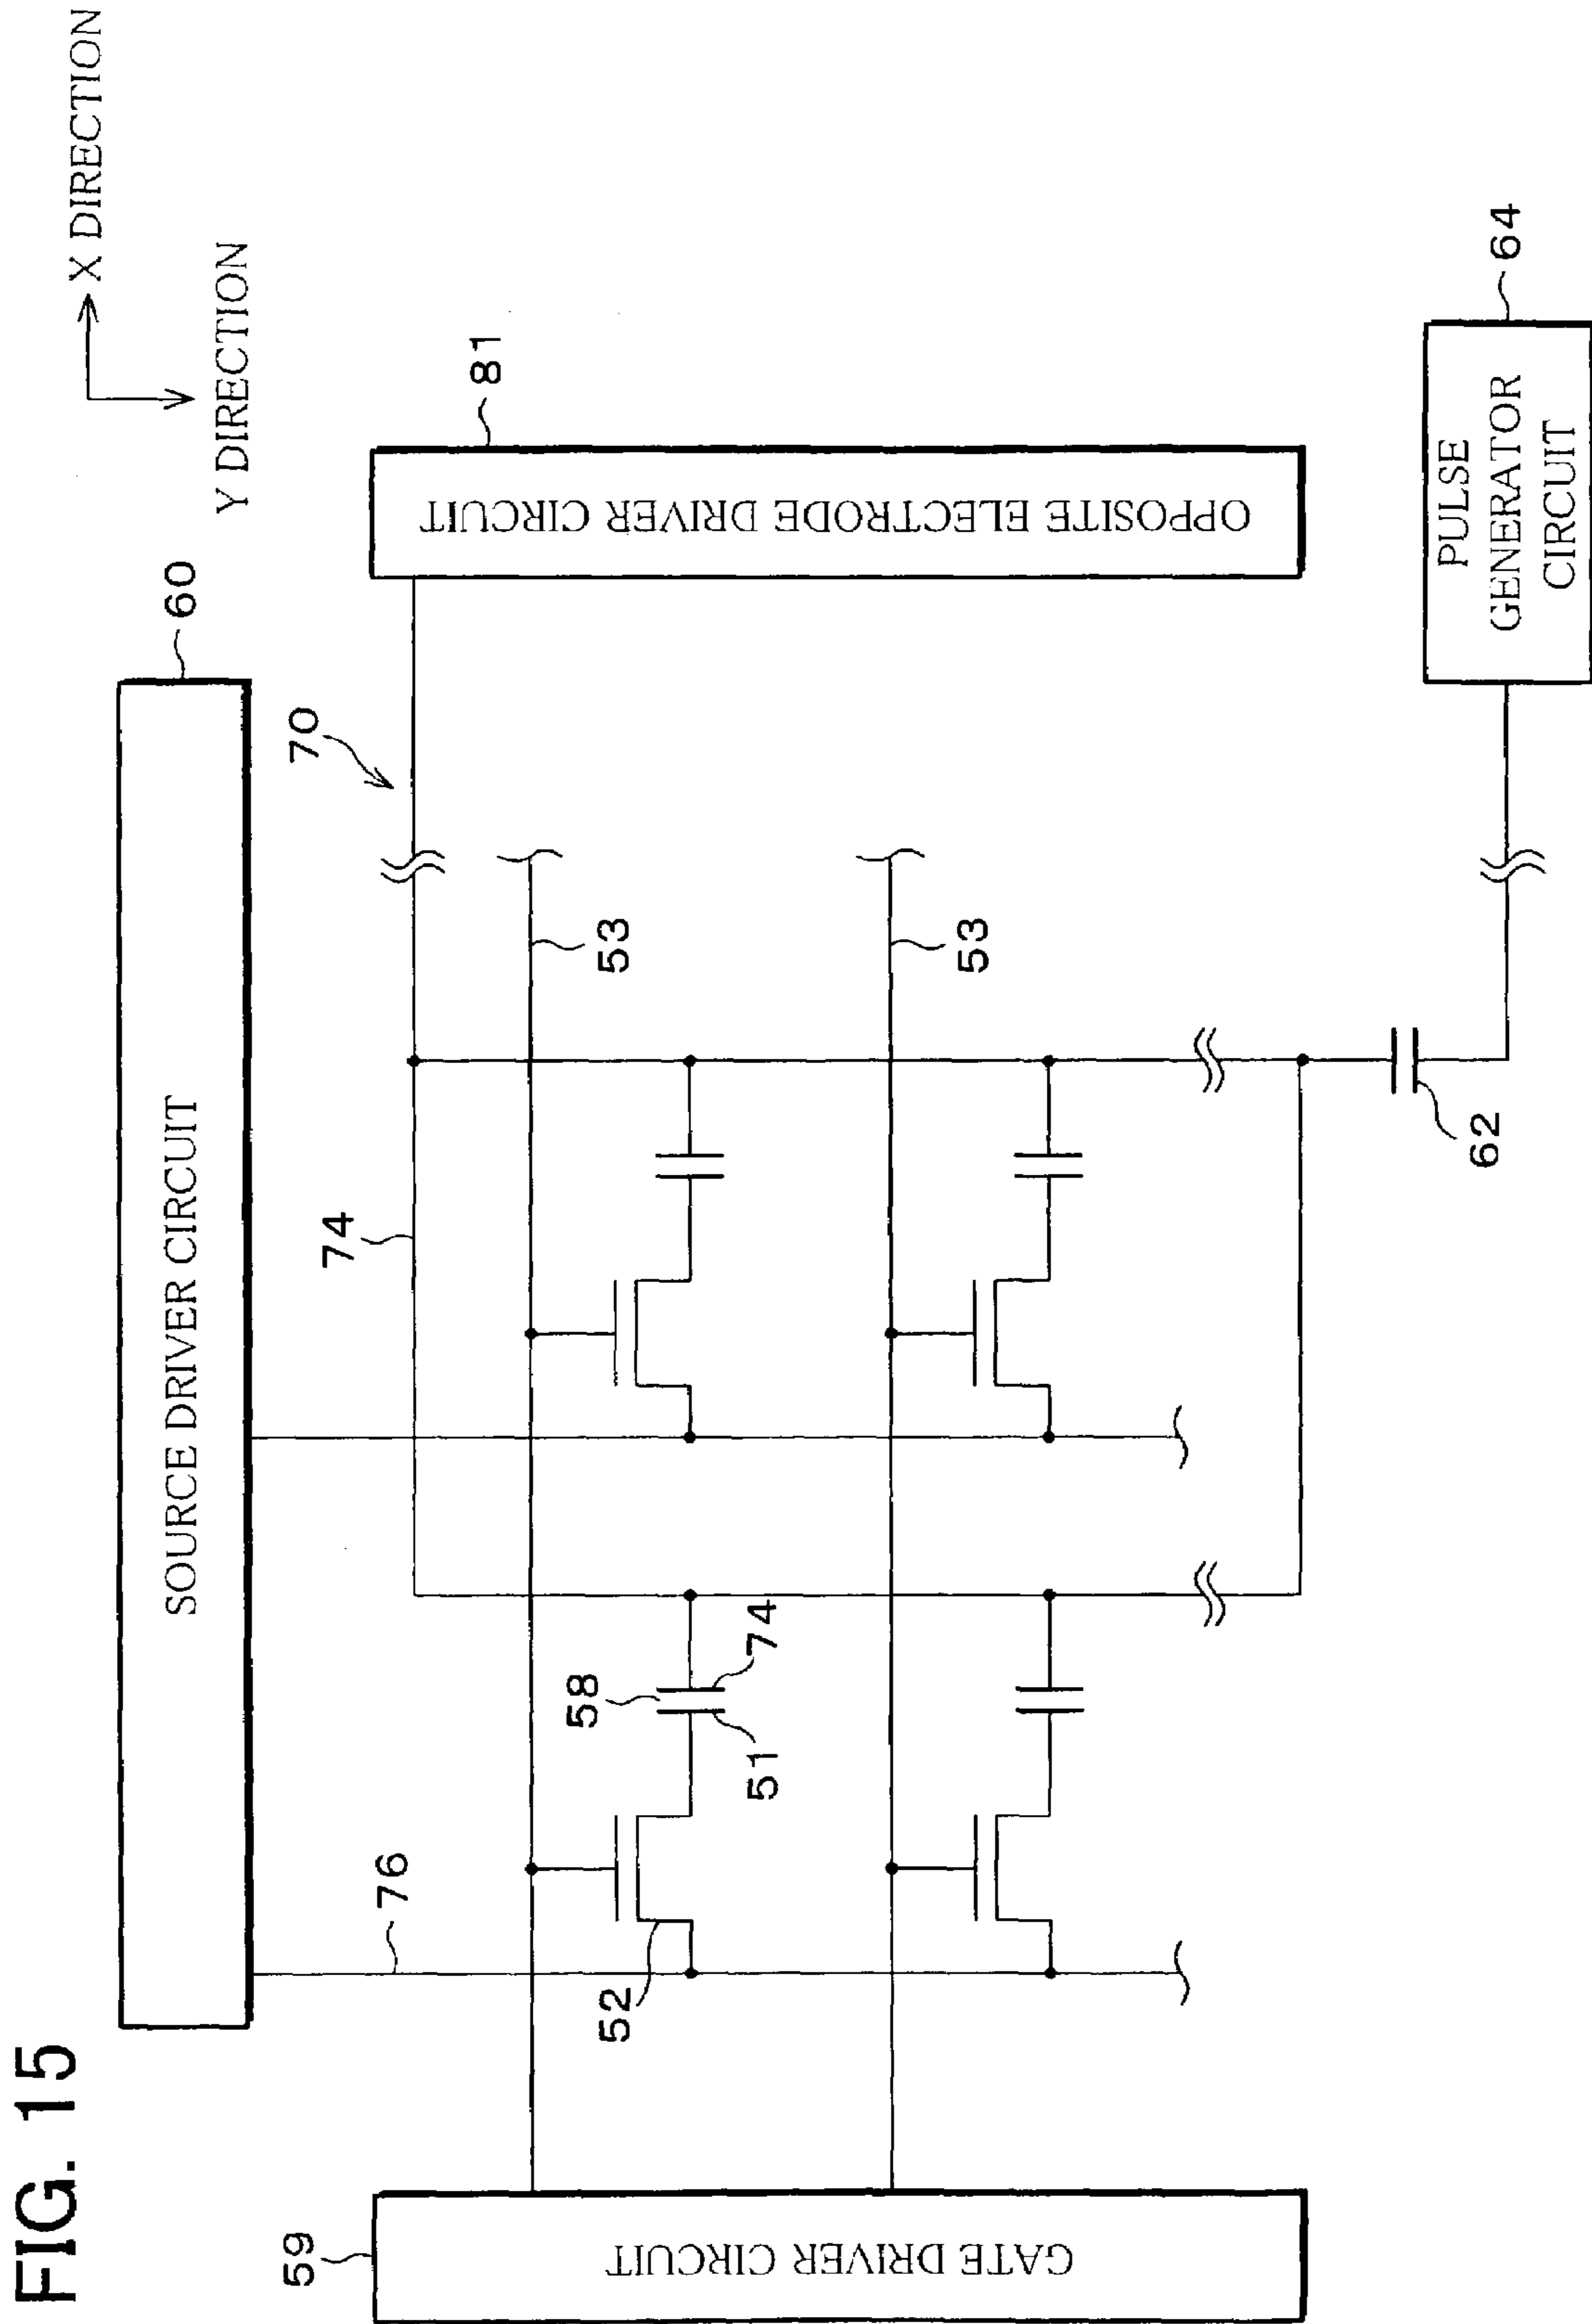 FIG. 15
X DIRECTION
Y DIRECTION
60
SOURCE DRIVER CIRCUIT
70
81
OPPOSITE ELECTRODE DRIVER CIRCUIT
59
GATE DRIVER CIRCUIT
76
74
53
52
58
74
51
53
62
64
PULSE
GENERATOR
CIRCUIT